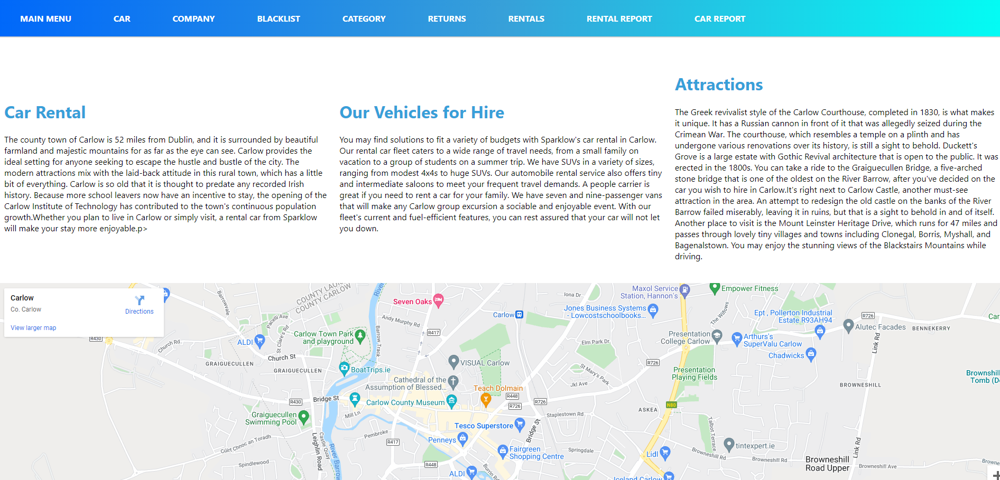 MAIN MENU CAR COMPANY BLACKLIST CATEGORY RETURNS RENTALS RENTAL REPORT CAR REPORT
Car Rental
The county town of Carlow is 52 miles from Dublin, and it is surrounded by beautiful
farmland and majestic mountains for as far as the eye can see. Carlow provides the
ideal setting for anyone seeking to escape the hustle and bustle of the city. The
modern attractions mix with the laid-back attitude in this rural town, which has a little
bit of everything. Carlow is so old that it is thought to predate any recorded Irish
history. Because more school leavers now have an incentive to stay, the opening of the
Carlow Institute of Technology has contributed to the town's continuous population
growth.Whether you plan to live in Carlow or simply visit, a rental car from Sparklow
will make your stay more enjoyable.p>
Our Vehicles for Hire
You may find solutions to fit a variety of budgets with Sparklow's car rental in Carlow.
Our rental car fleet caters to a wide range of travel needs, from a small family on
vacation to a group of students on a summer trip. We have SUVs in a variety of sizes,
ranging from modest 4x4s to huge SUVs. Our automobile rental service also offers tiny
and intermediate saloons to meet your frequent travel demands. A people carrier is
great if you need to rent a car for your family. We have seven and nine-passenger vans
that will make any Carlow group excursion a sociable and enjoyable event. With our
fleet's current and fuel-efficient features, you can rest assured that your car will not let
you down.
Attractions
The Greek revivalist style of the Carlow Courthouse, completed in 1830, is what makes
it unique. It has a Russian cannon in front of it that was allegedly seized during the
Crimean War. The courthouse, which resembles a temple on a plinth and has
undergone various renovations over its history, is still a sight to behold. Duckett's
Grove is a large estate with Gothic Revival architecture that is open to the public. It was
erected in the 1800s. You can take a ride to the Graiguecullen Bridge, a five-arched
stone bridge that is one of the oldest on the River Barrow, after you've decided on the
car you wish to hire in Carlow.It's right next to Carlow Castle, another must-see
attraction in the area. An attempt to redesign the old castle on the banks of the River
Barrow failed miserably, leaving it in ruins, but that is a sight to behold in and of itself.
Another place to visit is the Mount Leinster Heritage Drive, which runs for 47 miles and
passes through lovely tiny villages and towns including Clonegal, Borris, Myshall, and
Bagenalstown. You may enjoy the stunning views of the Blackstairs Mountains while
driving.
Carlow
Co. Carlow
Directions
View larger map
Barrowvale
COUNTY LAOI
COUNTY CARLOW
River
Seven Oaks
Iona Dr
Maxol Service
Station, Hannon's
Empower Fitness
Jones Business Systems
- Lowcostschoolbooks...
Carlow
The Willows
Ept , Pollerton Industrial
Estate R93AH94
R726
Car
Pacelli Ave
Andy Murphy Rd
R417
Barrow Track
St Clare's Rd
Carlow Town Park
and playground
ALDI
R430
Church Rd
Church St
Elm Park Dr
Presentation
College Carlow
Arthurs's
SuperValu Carlow
Alutec Facades
BENNEKERRY
Link Rd
Chadwicks
GRAIGUECULLEN
GRAIGUECULLEN
BoatTrips.ie
VISUAL Carlow
R726
St Mary's Park
Presentation
Playing Fields
Brownshil
Tomb (D
Cathedral of the
Assumption of Blessed...
Jkl Ave
BROWNESHILL
Teach Dolmain
R448
R726
R726
R430
Bridge St
Carlow County Museum
ASKEA
N80
Mill Ln
Staplestown Rd
Graiguecullen
Swimming Pool
Tesco Superstore
Bridge St
Talbot Terrace
Pembroke
Penneys
R417
Cúirt Chnoc an Toradh
Leighlin Road
Castle Quay
River Barrow
Fairgreen
Shopping Centre
Springdale
Lidl
tintexpert.ie
Browneshill Rd
Link Rd
Browneshill
Road Upper
Browneshill Ave
Browne
Spindlewood
R448
ALDI
Burrin Rd
Iceland Carlow